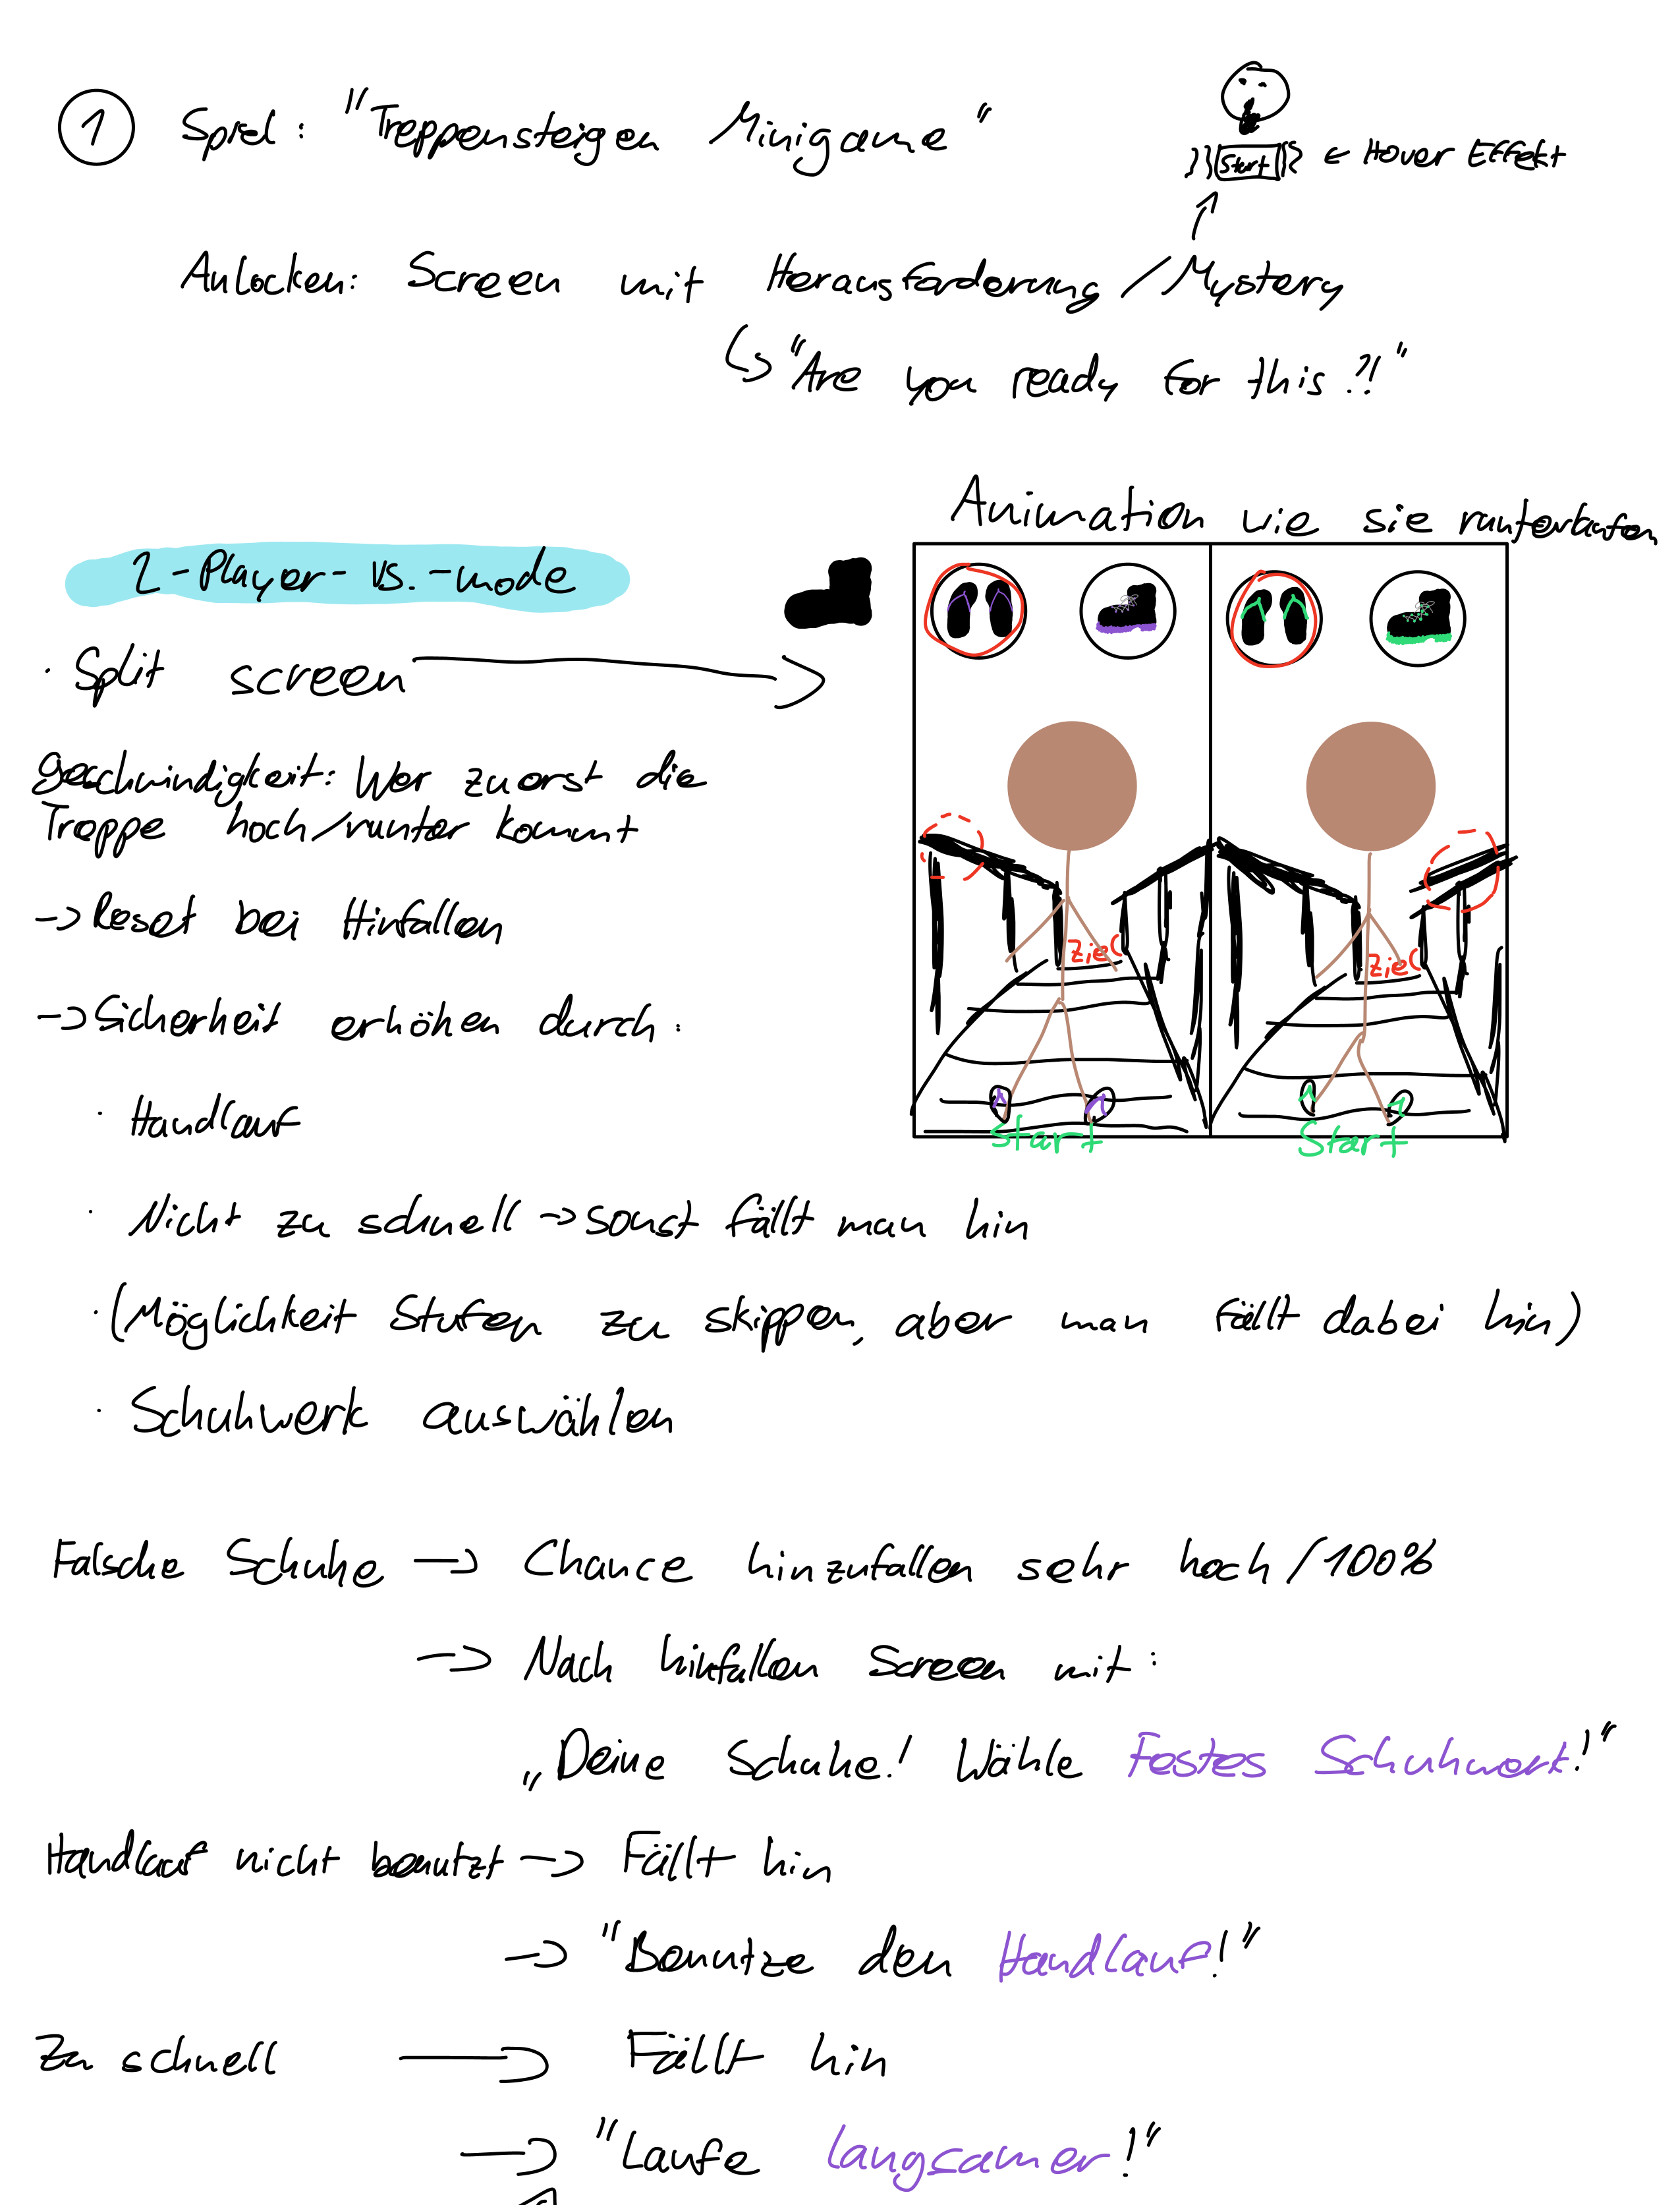 1 Spiel: "Treppensteigen Minigame"
Start ← Hover Effekt
Anlocken: Screen mit Herausforderung / Mystery
↳ "Are you ready for this?!"
Animation wie sie runterlaufen
2-Player-vs.-mode
· Split screen
Geschwindigkeit: Wer zuerst die
Treppe hoch/runter kommt
→ Reset bei Hinfallen
→ Sicherheit erhöhen durch:
· Handlauf
Ziel Ziel
Start Start
· Nicht zu schnell → sonst fällt man hin
· (Möglichkeit Stufen zu skippen, aber man fällt dabei hin)
· Schuhwerk auswählen
Falsche Schuhe → Chance hinzufallen sehr hoch / 100%
→ Nach hinfallen Screen mit:
„Deine Schuhe! Wähle Festes Schuhwerk!"
Handlauf nicht benutzt → Fällt hin
→ "Benutze den Handlauf!"
Zu schnell → Fällt hin
→ "Laufe langsamer!"